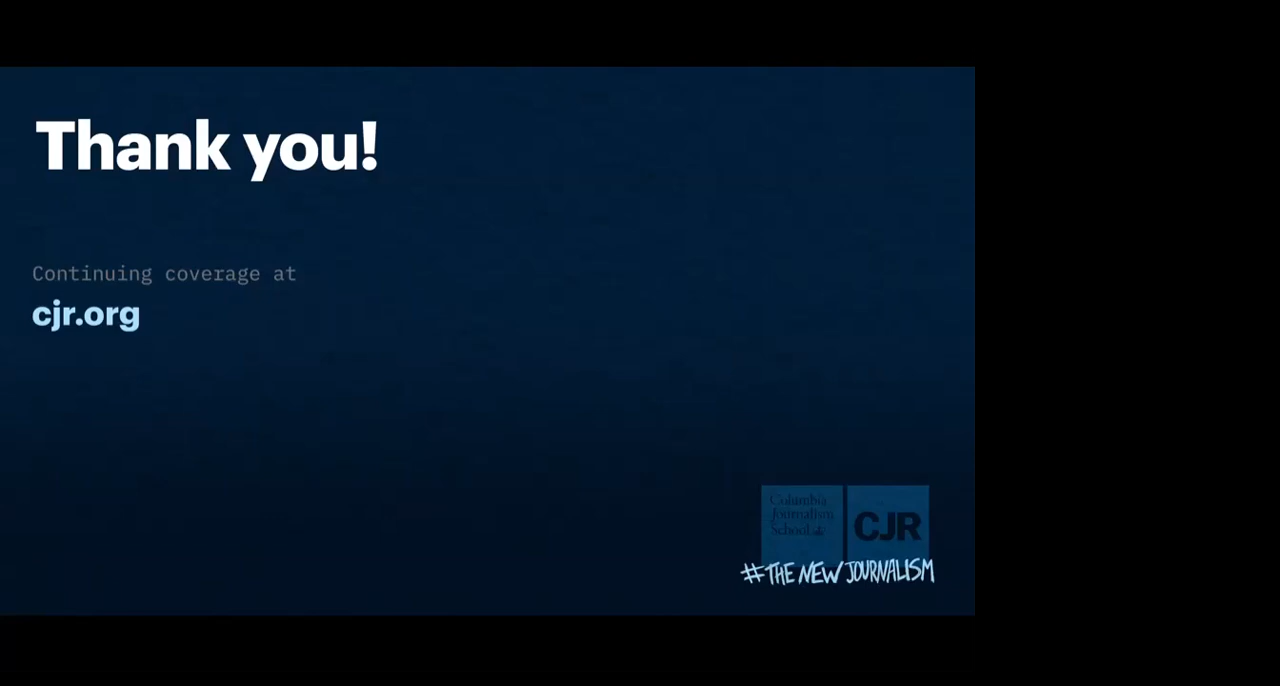 Thank you!
Continuing coverage at
cjr.org
Columbia
Journalism
School
CJR
#THE NEW JOURNALISM